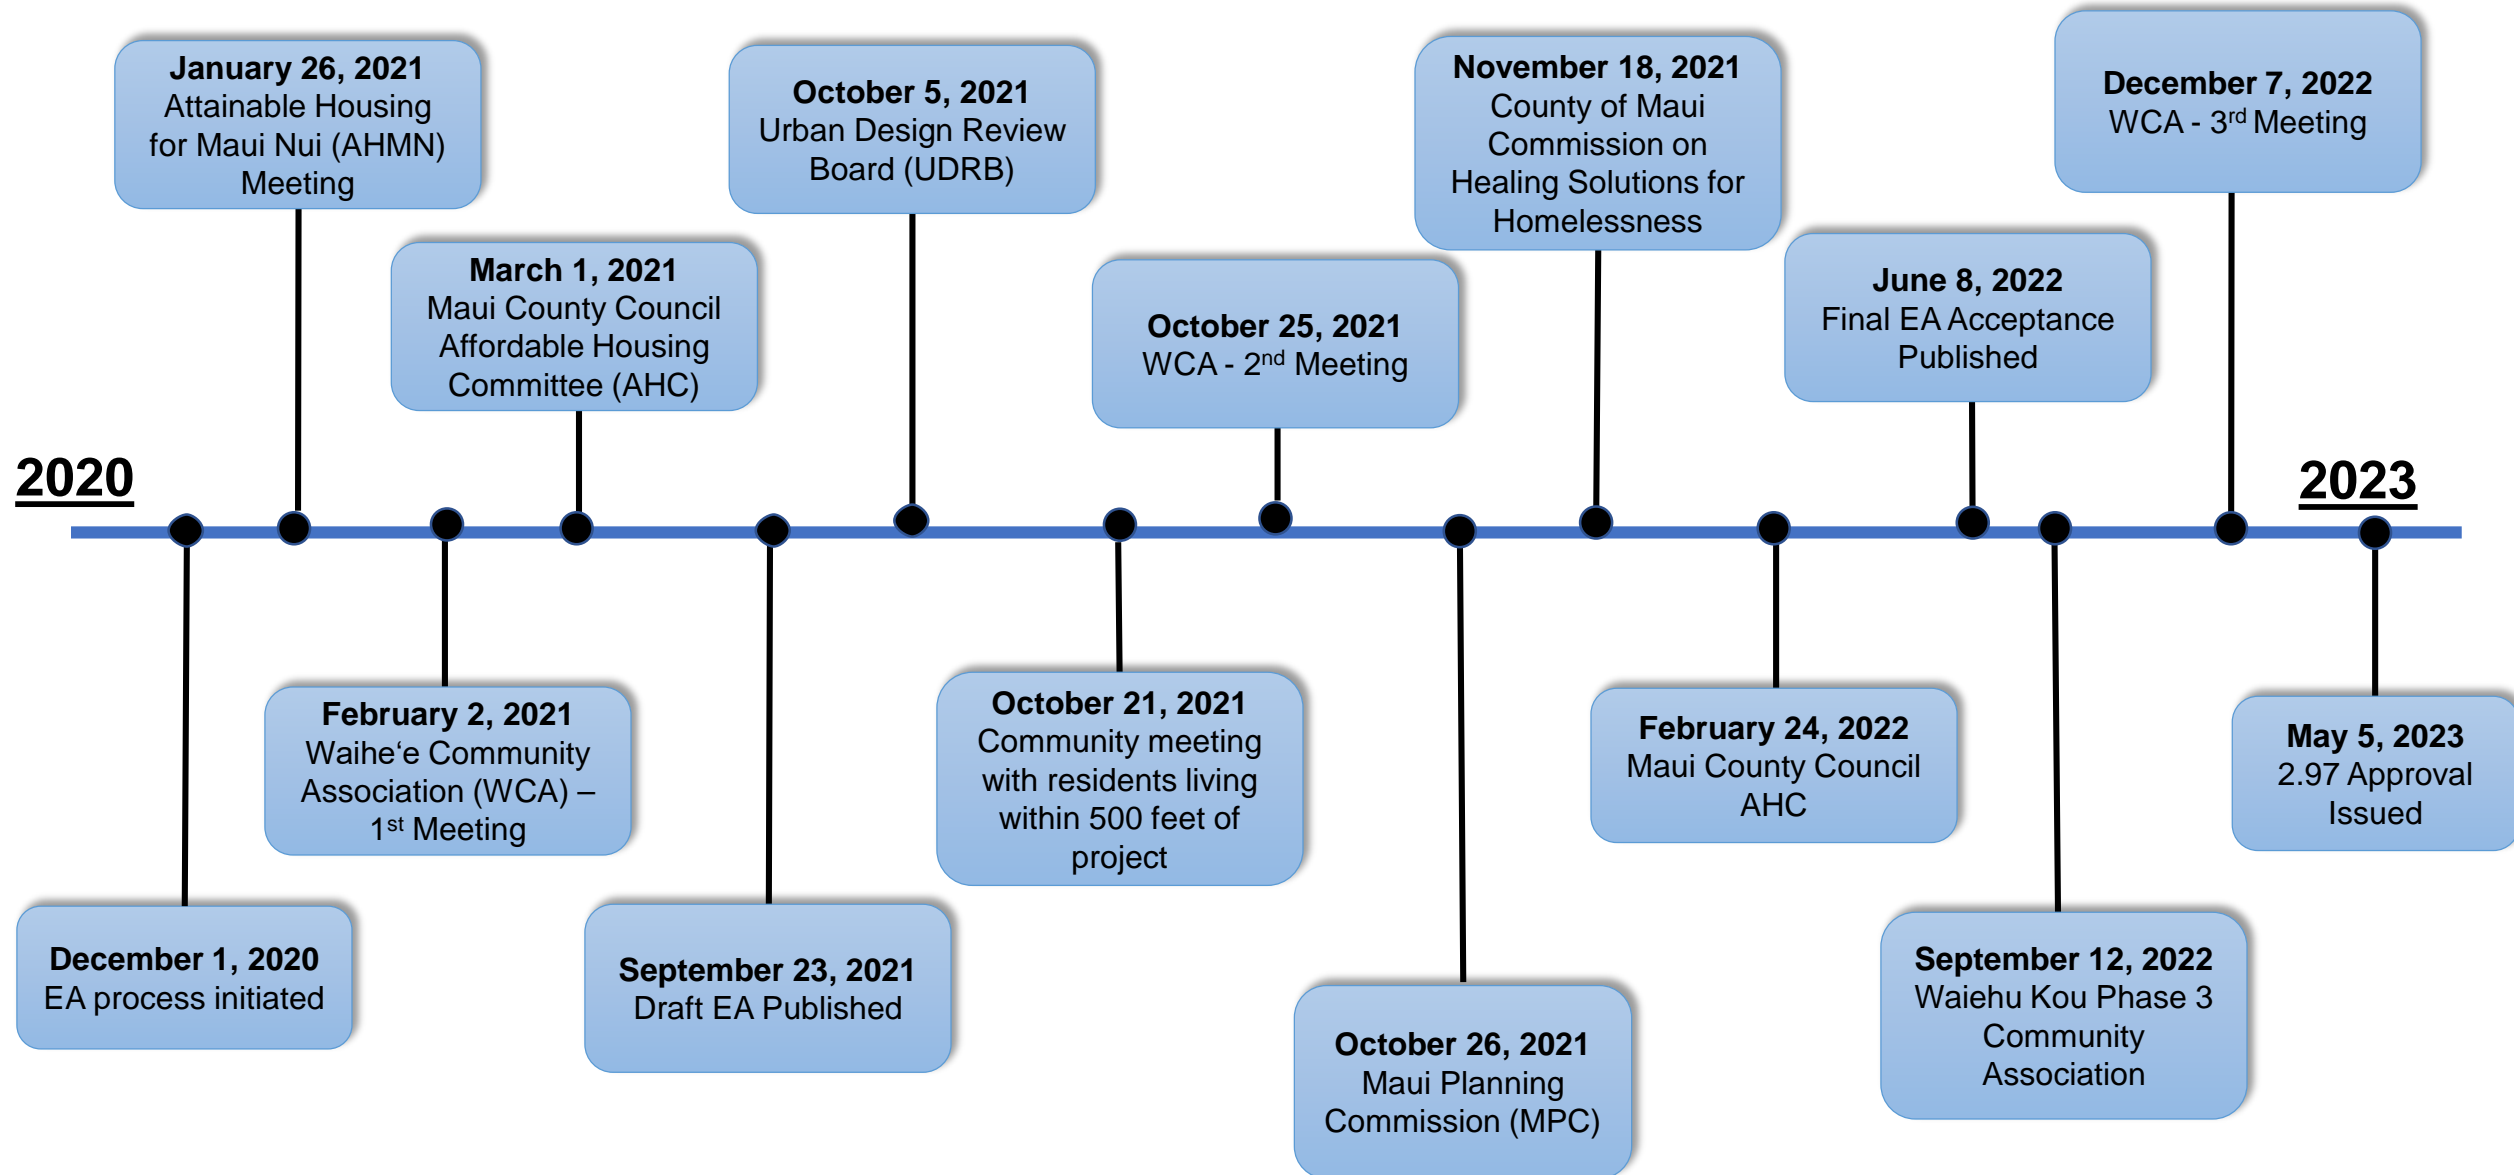 2020
2023
December 1, 2020
EA process initiated
January 26, 2021
Attainable Housing
for Maui Nui (AHMN)
Meeting
February 2, 2021
Waihe‘e Community
Association (WCA) –
1st Meeting
March 1, 2021
Maui County Council
Affordable Housing
Committee (AHC)
September 23, 2021
Draft EA Published
October 5, 2021
Urban Design Review
Board (UDRB)
October 21, 2021
Community meeting
with residents living
within 500 feet of
project
October 25, 2021
WCA - 2nd Meeting
October 26, 2021
Maui Planning
Commission (MPC)
November 18, 2021
County of Maui
Commission on
Healing Solutions for
Homelessness
February 24, 2022
Maui County Council
AHC
June 8, 2022
Final EA Acceptance
Published
September 12, 2022
Waiehu Kou Phase 3
Community
Association
December 7, 2022
WCA - 3rd Meeting
May 5, 2023
2.97 Approval
Issued